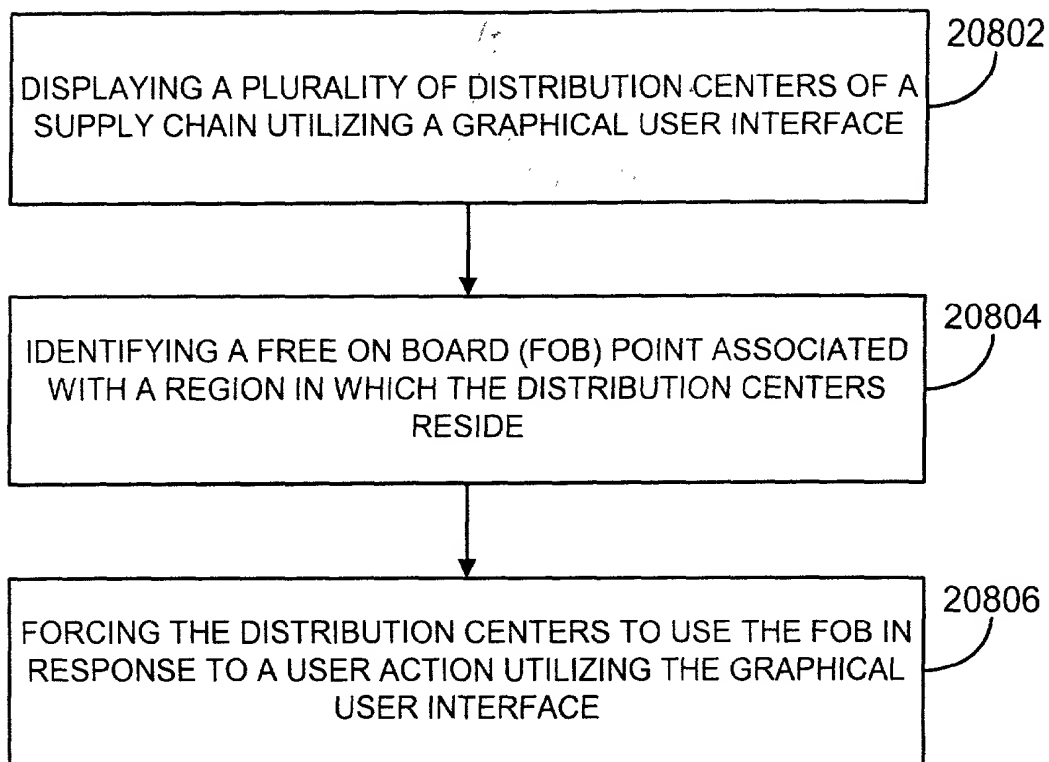 20802
DISPLAYING A PLURALITY OF DISTRIBUTION CENTERS OF A
SUPPLY CHAIN UTILIZING A GRAPHICAL USER INTERFACE
20804
IDENTIFYING A FREE ON BOARD (FOB) POINT ASSOCIATED
WITH A REGION IN WHICH THE DISTRIBUTION CENTERS
RESIDE
20806
FORCING THE DISTRIBUTION CENTERS TO USE THE FOB IN
RESPONSE TO A USER ACTION UTILIZING THE GRAPHICAL
USER INTERFACE